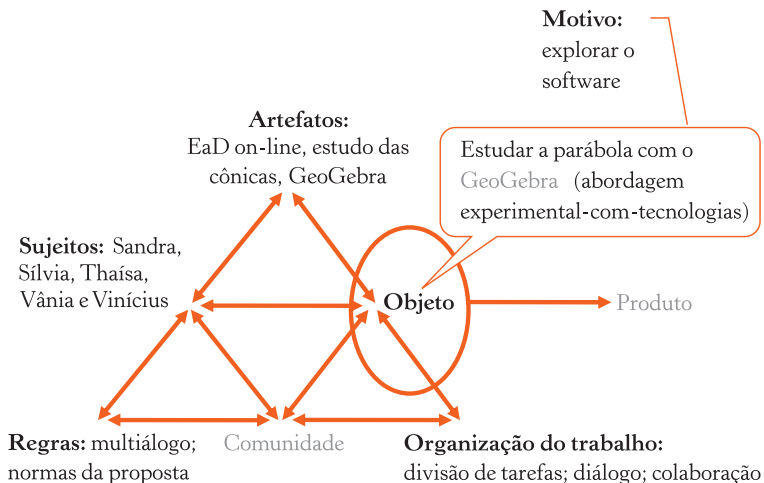 Motivo:
explorar o
software
Artefatos:
EaD on-line, estudo das
cônicas, GeoGebra
Estudar a parábola com o
GeoGebra (abordagem
experimental-com-tecnologias)
Sujeitos: Sandra,
Sílvia, Thaísa,
Vânia e Vinícius
Objeto
Produto
Regras: multiálogo;
normas da proposta
Comunidade
Organização do trabalho:
divisão de tarefas; diálogo; colaboração